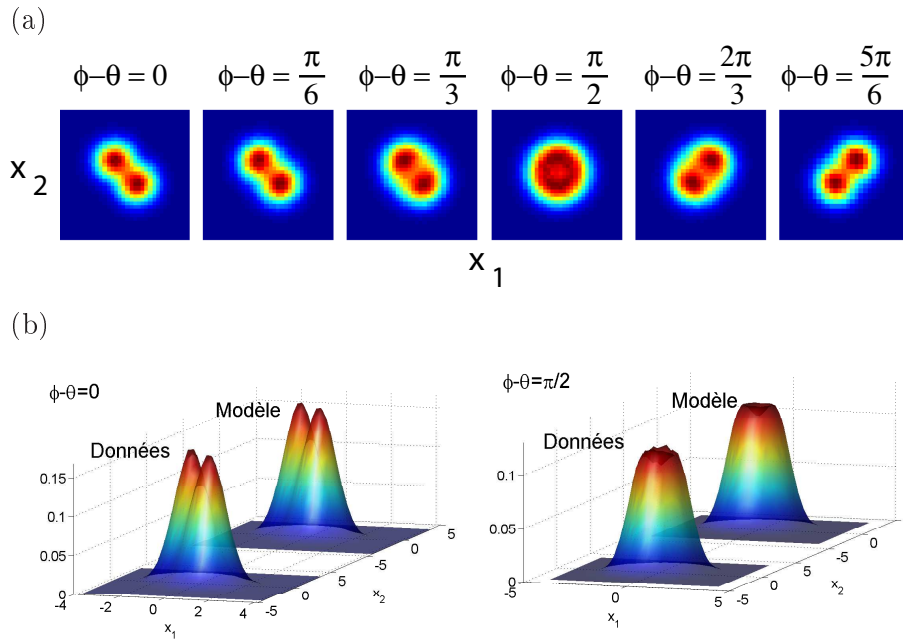 (a)
ϕ−θ = 0
ϕ−θ = π/6
ϕ−θ = π/3
ϕ−θ = π/2
ϕ−θ = 2π/3
ϕ−θ = 5π/6
x 2
x 1
(b)
ϕ-θ=0
Modèle
Données
0.15
0.1
0.05
0
-4 -2 0 2 4
x1
-5 0 5 -5 0 5
x2
ϕ-θ=π/2
Modèle
Données
0.1
0.05
0
-5 0 5
x1
-5 0 5 -5 0
x2